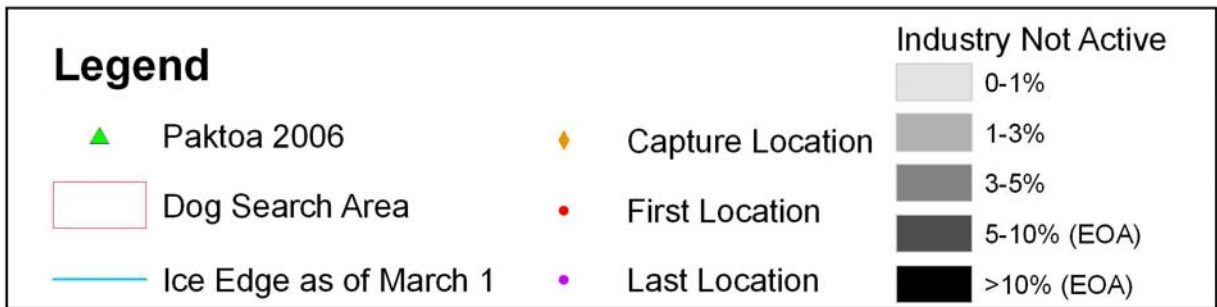 Legend
Paktoa 2006
Dog Search Area
Ice Edge as of March 1
Capture Location
First Location
Last Location
Industry Not Active
0-1%
1-3%
3-5%
5-10% (EOA)
>10% (EOA)